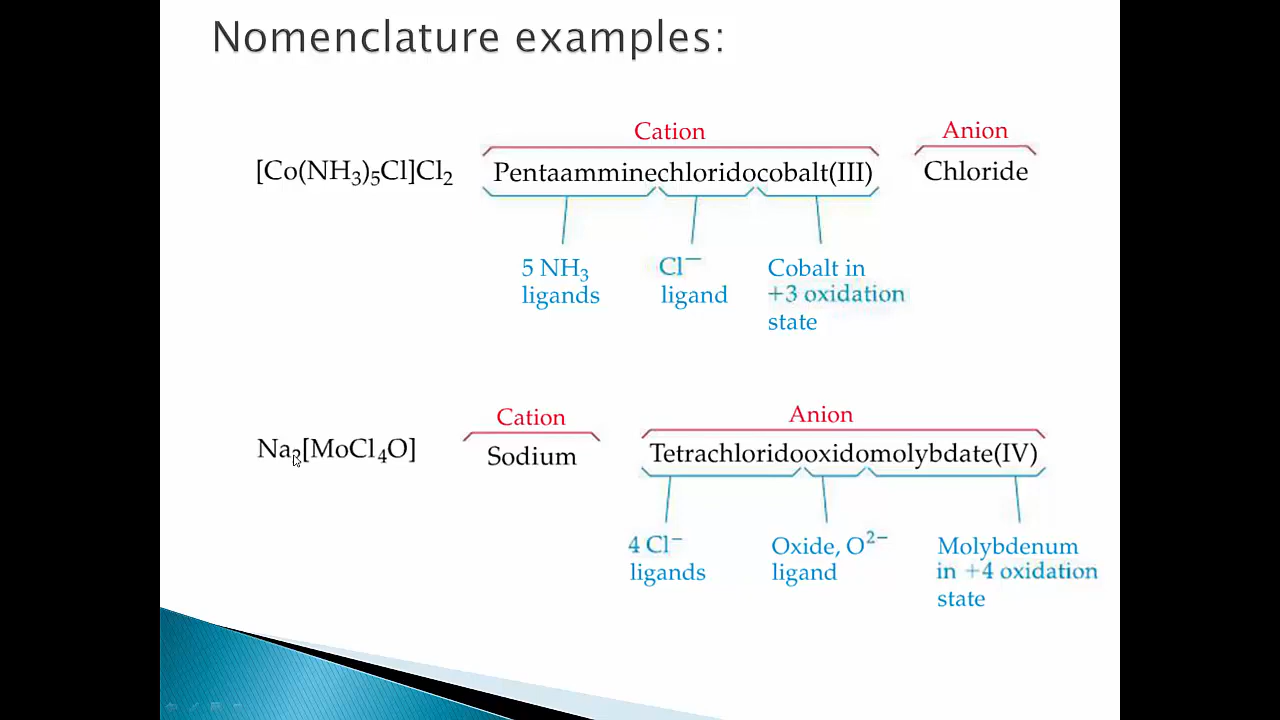 Nomenclature examples:
Cation
Anion
[Co(NH₃)₅Cl]Cl₂
Pentaamminechloridocobalt(III)
Chloride
5 NH₃
ligands
Cl⁻
ligand
Cobalt in
+3 oxidation
state
Cation
Anion
Na₂[MoCl₄O]
Sodium
Tetrachloridooxidomolybdate(IV)
4 Cl⁻
ligands
Oxide, O²⁻
ligand
Molybdenum
in +4 oxidation
state